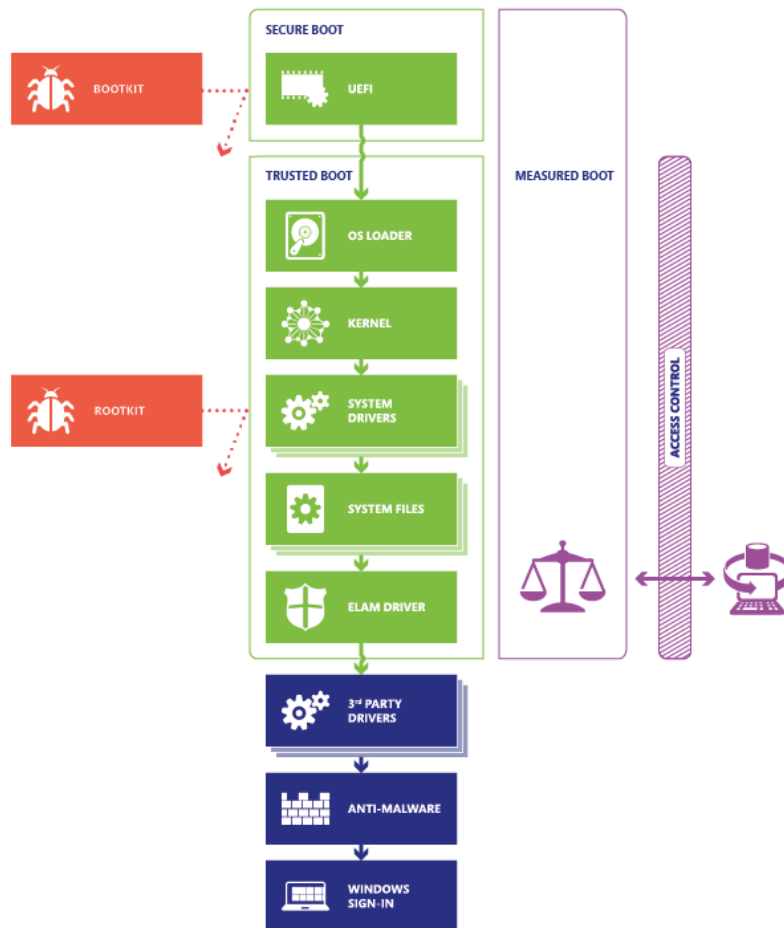 SECURE BOOT
BOOTKIT
UEFI
TRUSTED BOOT
MEASURED BOOT
OS LOADER
KERNEL
ACCESS CONTROL
ROOTKIT
SYSTEM
DRIVERS
SYSTEM FILES
ELAM DRIVER
3rd PARTY
DRIVERS
ANTI-MALWARE
WINDOWS
SIGN-IN